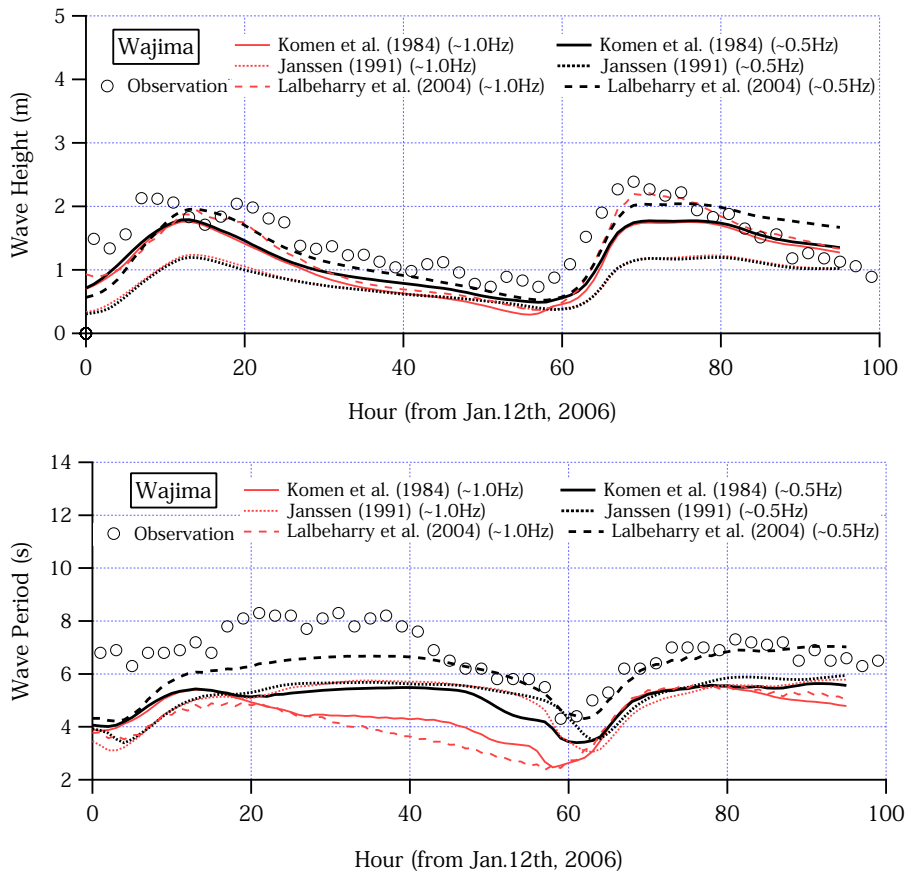 5
4
3
2
1
0
Wave Height (m)
Wajima
Observation
Komen et al. (1984) (~1.0Hz)
Janssen (1991) (~1.0Hz)
Lalbeharry et al. (2004) (~1.0Hz)
Komen et al. (1984) (~0.5Hz)
Janssen (1991) (~0.5Hz)
Lalbeharry et al. (2004) (~0.5Hz)
0 20 40 60 80 100
Hour (from Jan.12th, 2006)
14
12
10
8
6
4
2
Wave Period (s)
Wajima
Observation
Komen et al. (1984) (~1.0Hz)
Janssen (1991) (~1.0Hz)
Lalbeharry et al. (2004) (~1.0Hz)
Komen et al. (1984) (~0.5Hz)
Janssen (1991) (~0.5Hz)
Lalbeharry et al. (2004) (~0.5Hz)
0 20 40 60 80 100
Hour (from Jan.12th, 2006)